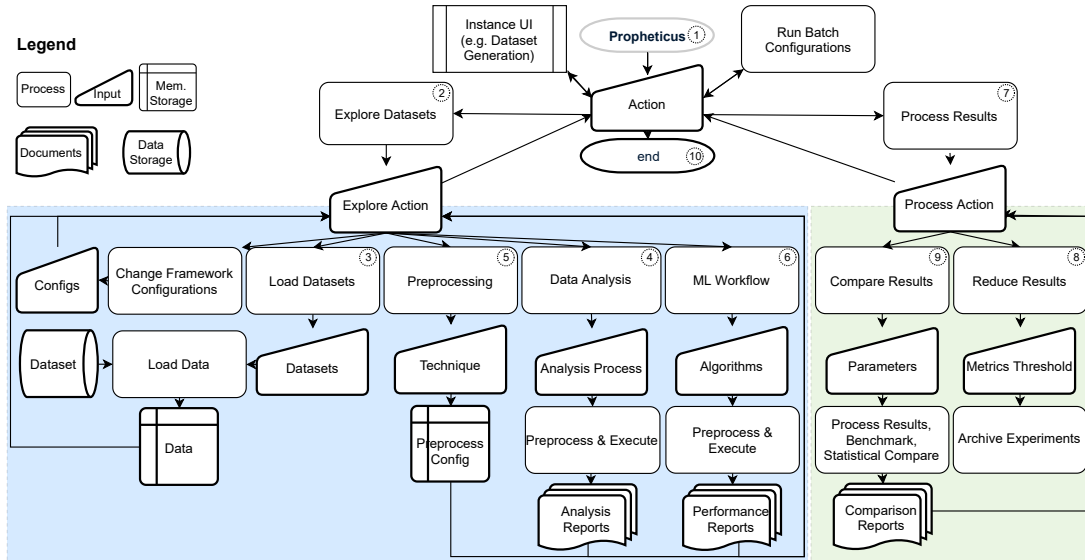 Legend
Process
Input
Mem.
Storage
Documents
Data
Storage
Instance UI
(e.g. Dataset
Generation)
Propheticus 1
Run Batch
Configurations
Action
end 10
2
Explore Datasets
7
Process Results
Explore Action
Process Action
Configs
Change Framework
Configurations
3
Load Datasets
5
Preprocessing
4
Data Analysis
6
ML Workflow
9
Compare Results
8
Reduce Results
Dataset
Load Data
Datasets
Technique
Analysis Process
Algorithms
Parameters
Metrics Threshold
Data
Preprocess
Config
Preprocess & Execute
Preprocess &
Execute
Process Results,
Benchmark,
Statistical Compare
Archive Experiments
Analysis
Reports
Performance
Reports
Comparison
Reports